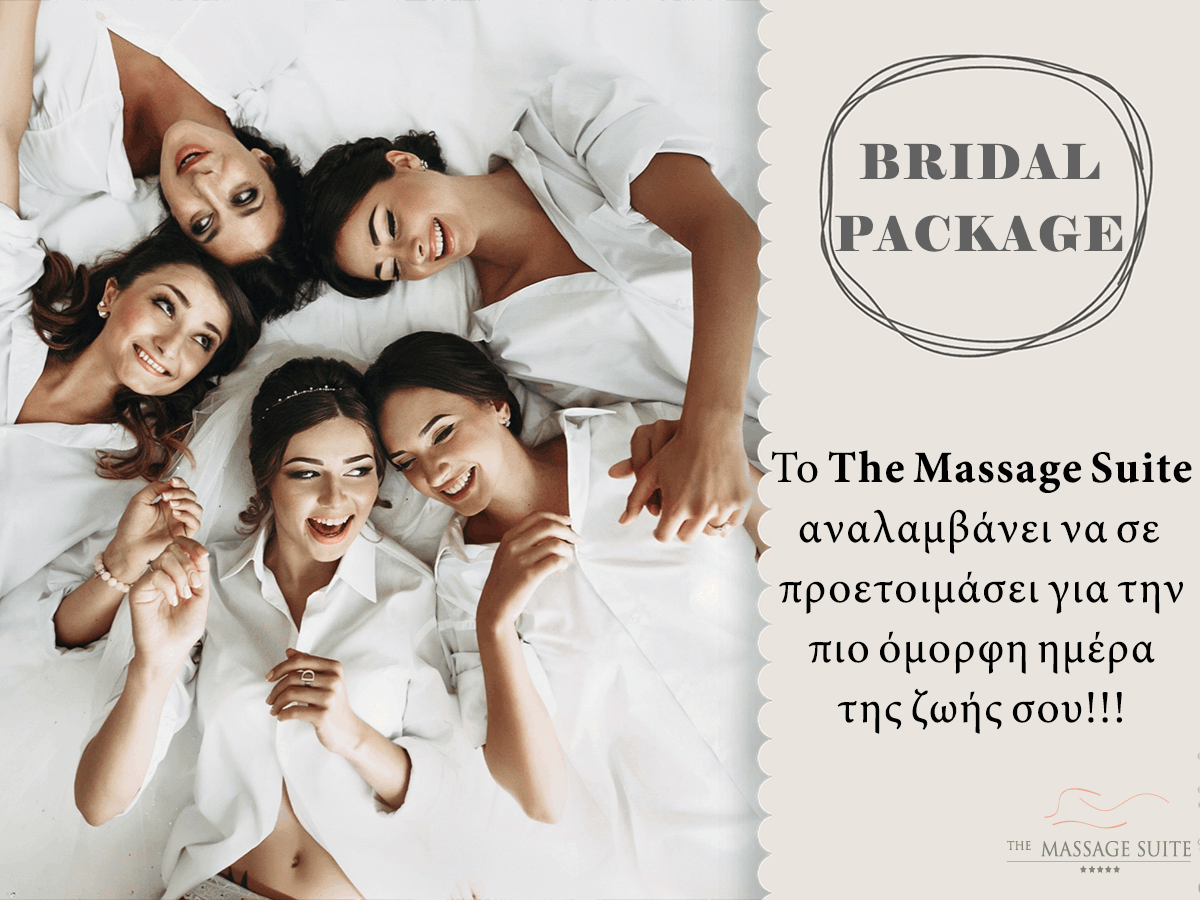 BRIDAL
PACKAGE
Το The Massage Suite
αναλαμβάνει να σε
προετοιμάσει για την
πιο όμορφη ημέρα
της ζωής σου!!!
THE MASSAGE SUITE